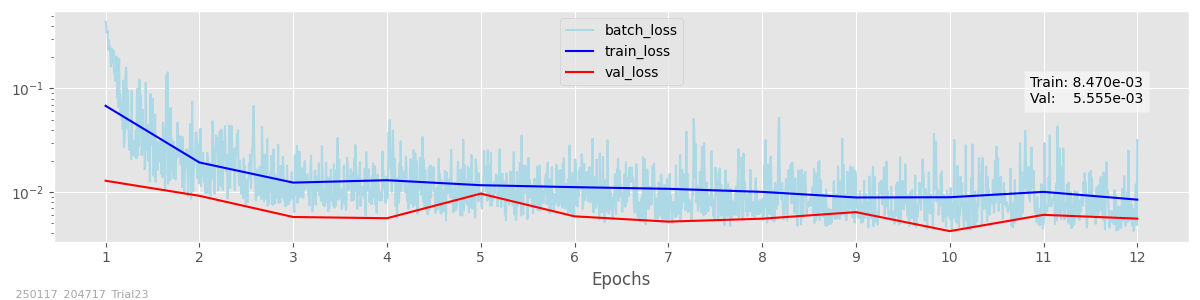 batch_loss
train_loss
val_loss
Train: 8.470e-03
Val: 5.555e-03
10⁻¹
10⁻²
1 2 3 4 5 6 7 8 9 10 11 12
Epochs
250117_204717_Trial23